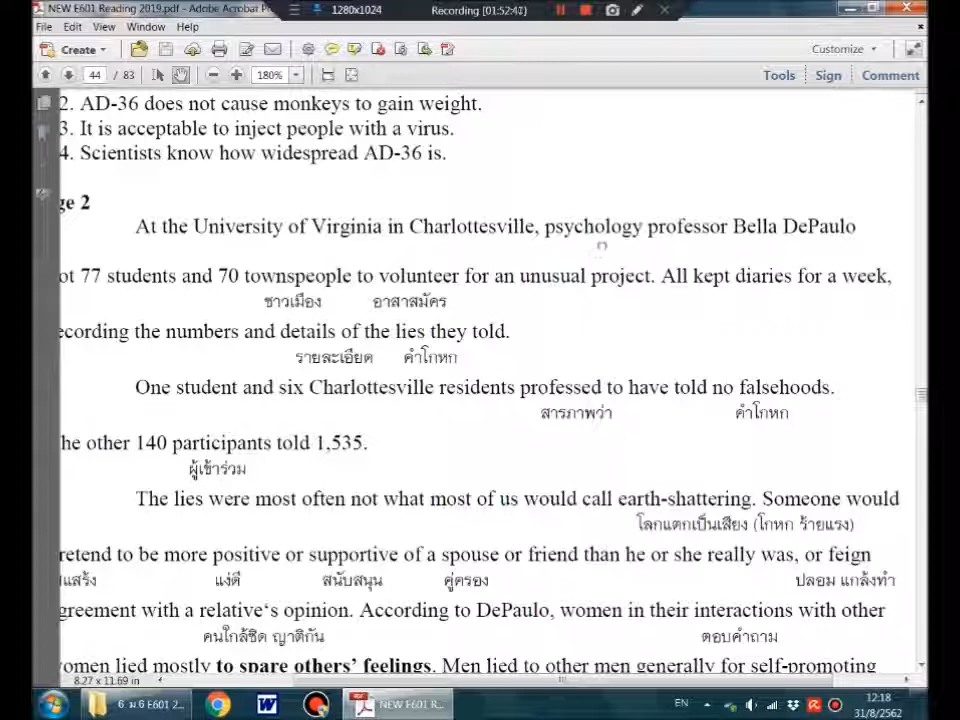 NEW E601 Reading 2019.pdf - Adobe Acrobat P
1280x1024
Recording [01:52:42]
File Edit View Window Help
Create
Customize
44 / 83
180%
Tools Sign Comment
2. AD-36 does not cause monkeys to gain weight.
3. It is acceptable to inject people with a virus.
4. Scientists know how widespread AD-36 is.
ge 2
At the University of Virginia in Charlottesville, psychology professor Bella DePaulo
ot 77 students and 70 townspeople to volunteer for an unusual project. All kept diaries for a week,
ชาวเมือง อาสาสมัคร
ecording the numbers and details of the lies they told.
รายละเอียด คำโกหก
One student and six Charlottesville residents professed to have told no falsehoods.
สารภาพว่า คำโกหก
he other 140 participants told 1,535.
ผู้เข้าร่วม
The lies were most often not what most of us would call earth-shattering. Someone would
โลกแตกเป็นเสียง (โกหก ร้ายแรง)
retend to be more positive or supportive of a spouse or friend than he or she really was, or feign
สแสร้ง แง่ดี สนับสนุน คู่ครอง ปลอม แกล้งทำ
greement with a relative‘s opinion. According to DePaulo, women in their interactions with other
คนใกล้ชิด ญาติกัน ตอบคำถาม
women lied mostly to spare others’ feelings. Men lied to other men generally for self-promoting
8.27 x 11.69 in
6 ม.6 E601 2... NEW E601 R... EN 12:18
31/8/2562